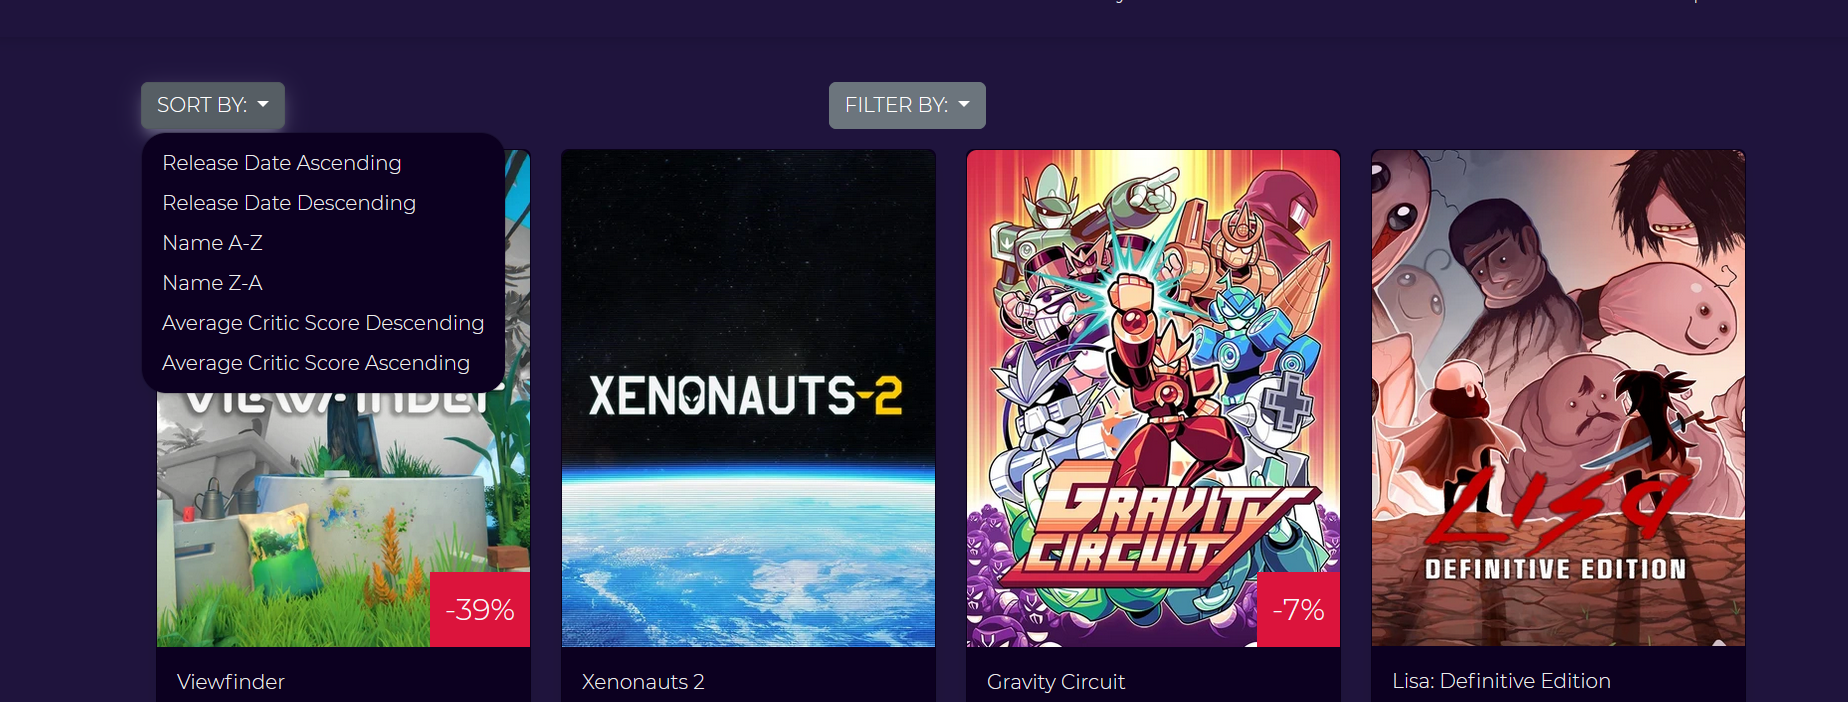 SORT BY:
FILTER BY:
Release Date Ascending
Release Date Descending
Name A-Z
Name Z-A
Average Critic Score Descending
Average Critic Score Ascending
VIEWFINDER
XENONAUTS-2
GRAVITY
CIRCUIT
LISA
DEFINITIVE EDITION
-39%
-7%
Viewfinder
Xenonauts 2
Gravity Circuit
Lisa: Definitive Edition